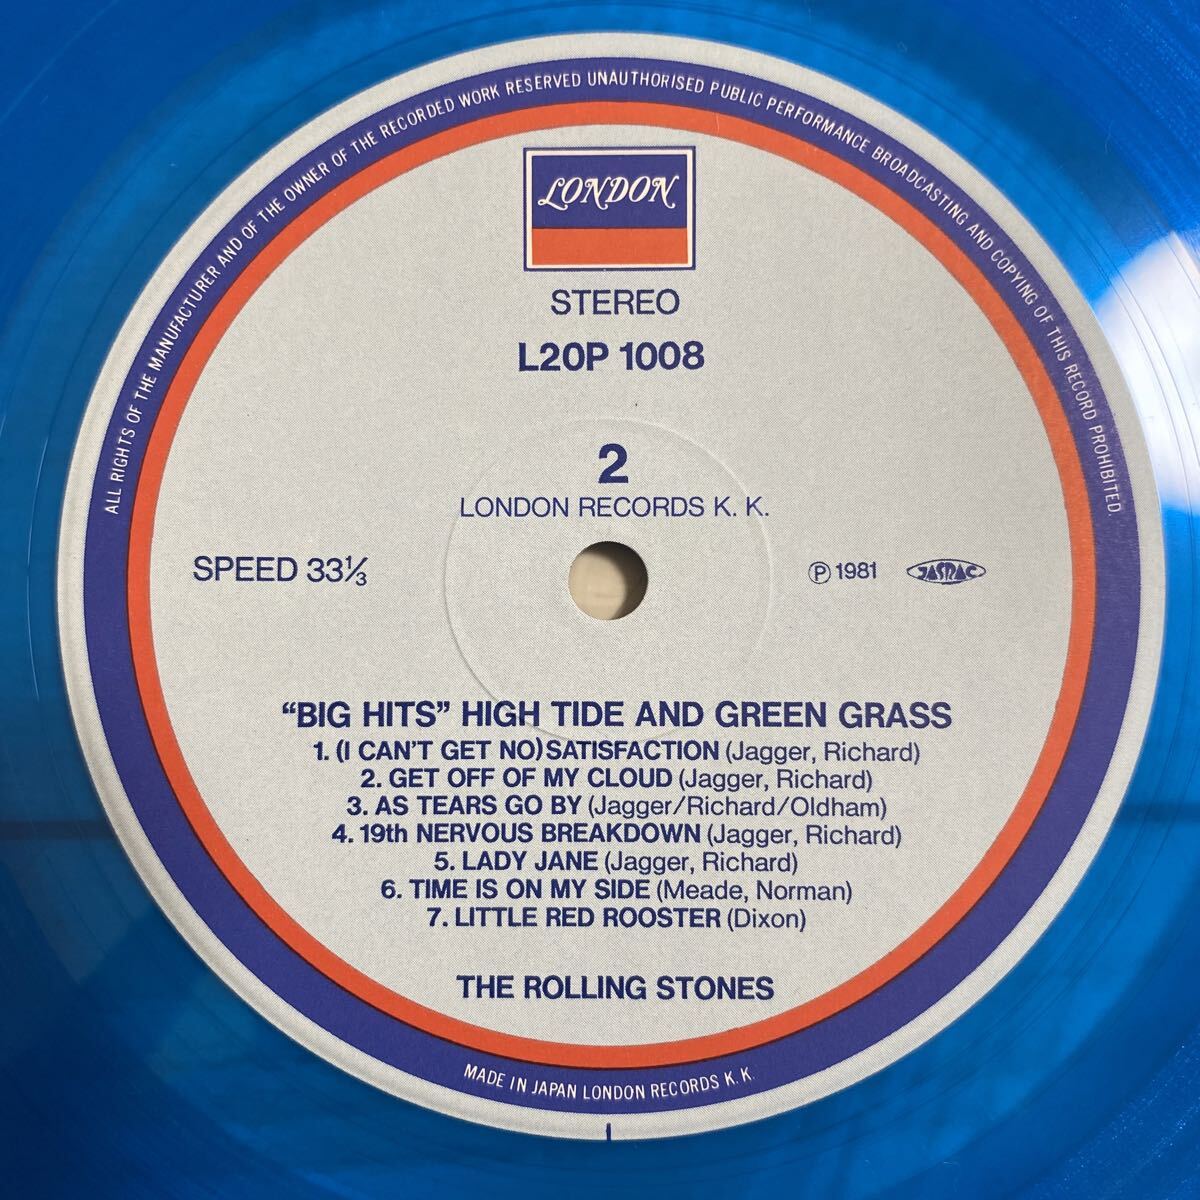 ALL RIGHTS OF THE MANUFACTURER AND OF THE OWNER OF THE RECORDED WORK RESERVED UNAUTHORISED PUBLIC PERFORMANCE BROADCASTING AND COPYING OF THIS RECORD PROHIBITED.
LONDON
STEREO
L20P 1008
2
LONDON RECORDS K. K.
SPEED 33⅓
Ⓟ 1981 JASRAC
“BIG HITS” HIGH TIDE AND GREEN GRASS
1. (I CAN'T GET NO) SATISFACTION (Jagger, Richard)
2. GET OFF OF MY CLOUD (Jagger, Richard)
3. AS TEARS GO BY (Jagger/Richard/Oldham)
4. 19th NERVOUS BREAKDOWN (Jagger, Richard)
5. LADY JANE (Jagger, Richard)
6. TIME IS ON MY SIDE (Meade, Norman)
7. LITTLE RED ROOSTER (Dixon)
THE ROLLING STONES
MADE IN JAPAN LONDON RECORDS K. K.